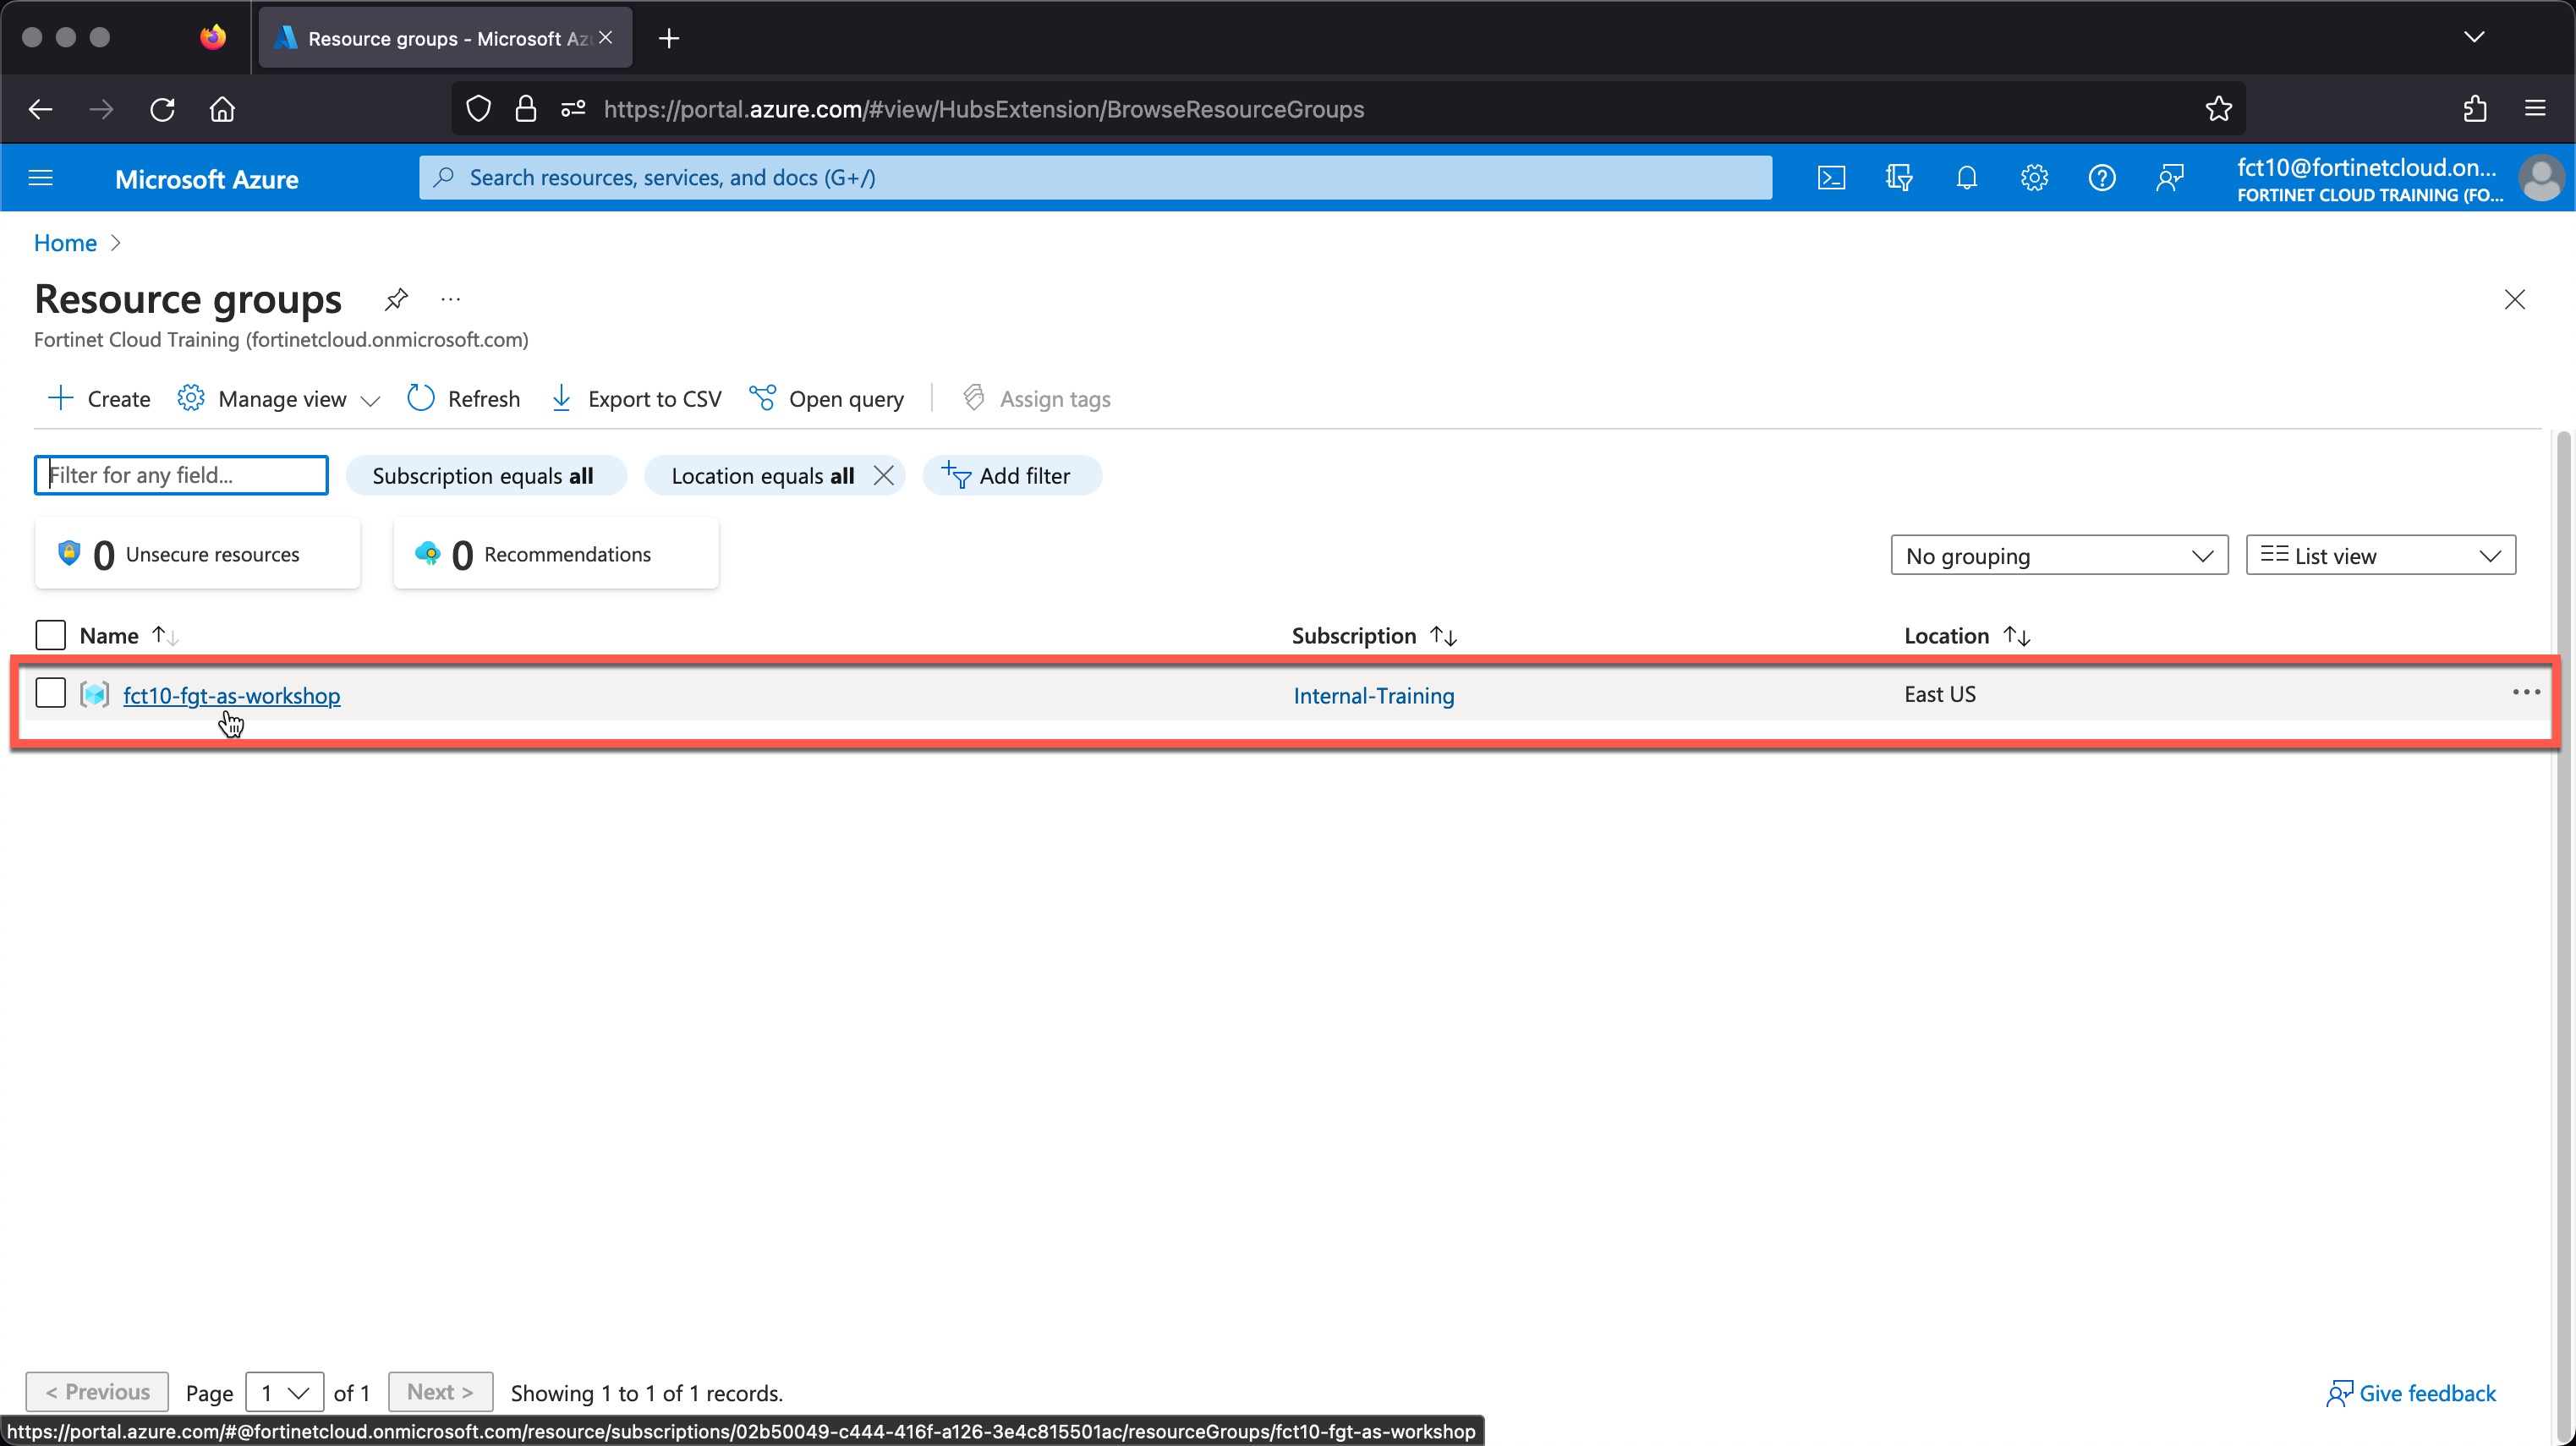 Resource groups - Microsoft Az
https://portal.azure.com/#view/HubsExtension/BrowseResourceGroups
Microsoft Azure
Search resources, services, and docs (G+/)
fct10@fortinetcloud.on...
FORTINET CLOUD TRAINING (FO...
Home
Resource groups
Fortinet Cloud Training (fortinetcloud.onmicrosoft.com)
Create Manage view Refresh Export to CSV Open query Assign tags
Filter for any field... Subscription equals all Location equals all Add filter
0 Unsecure resources 0 Recommendations No grouping List view
Name Subscription Location
fct10-fgt-as-workshop Internal-Training East US
< Previous Page 1 of 1 Next > Showing 1 to 1 of 1 records. Give feedback
https://portal.azure.com/#@fortinetcloud.onmicrosoft.com/resource/subscriptions/02b50049-c444-416f-a126-3e4c815501ac/resourceGroups/fct10-fgt-as-workshop